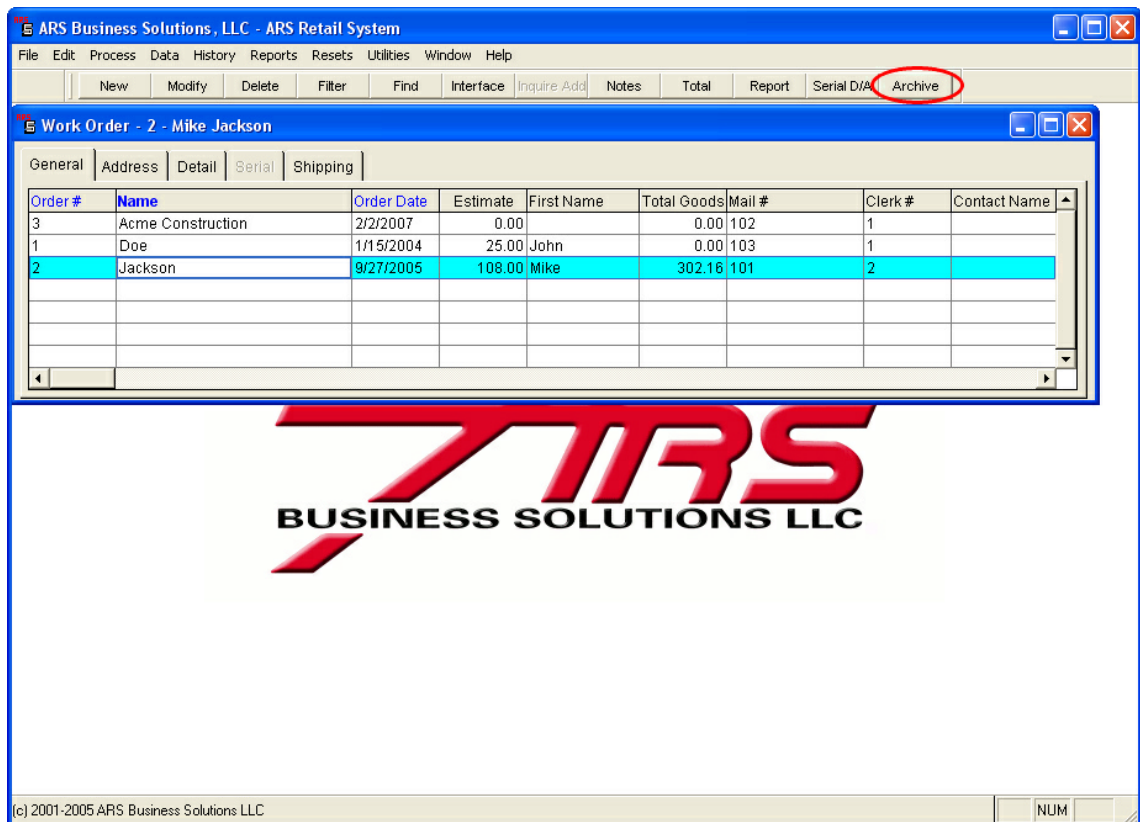 ARS Business Solutions, LLC - ARS Retail System
File Edit Process Data History Reports Resets Utilities Window Help
New Modify Delete Filter Find Interface Inquire Add Notes Total Report Serial D/A Archive
Work Order - 2 - Mike Jackson
General Address Detail Serial Shipping
Order # Name Order Date Estimate First Name Total Goods Mail # Clerk # Contact Name
3 Acme Construction 2/2/2007 0.00 0.00 102 1
1 Doe 1/15/2004 25.00 John 0.00 103 1
2 Jackson 9/27/2005 108.00 Mike 302.16 101 2
ARS
BUSINESS SOLUTIONS LLC
(c) 2001-2005 ARS Business Solutions LLC NUM